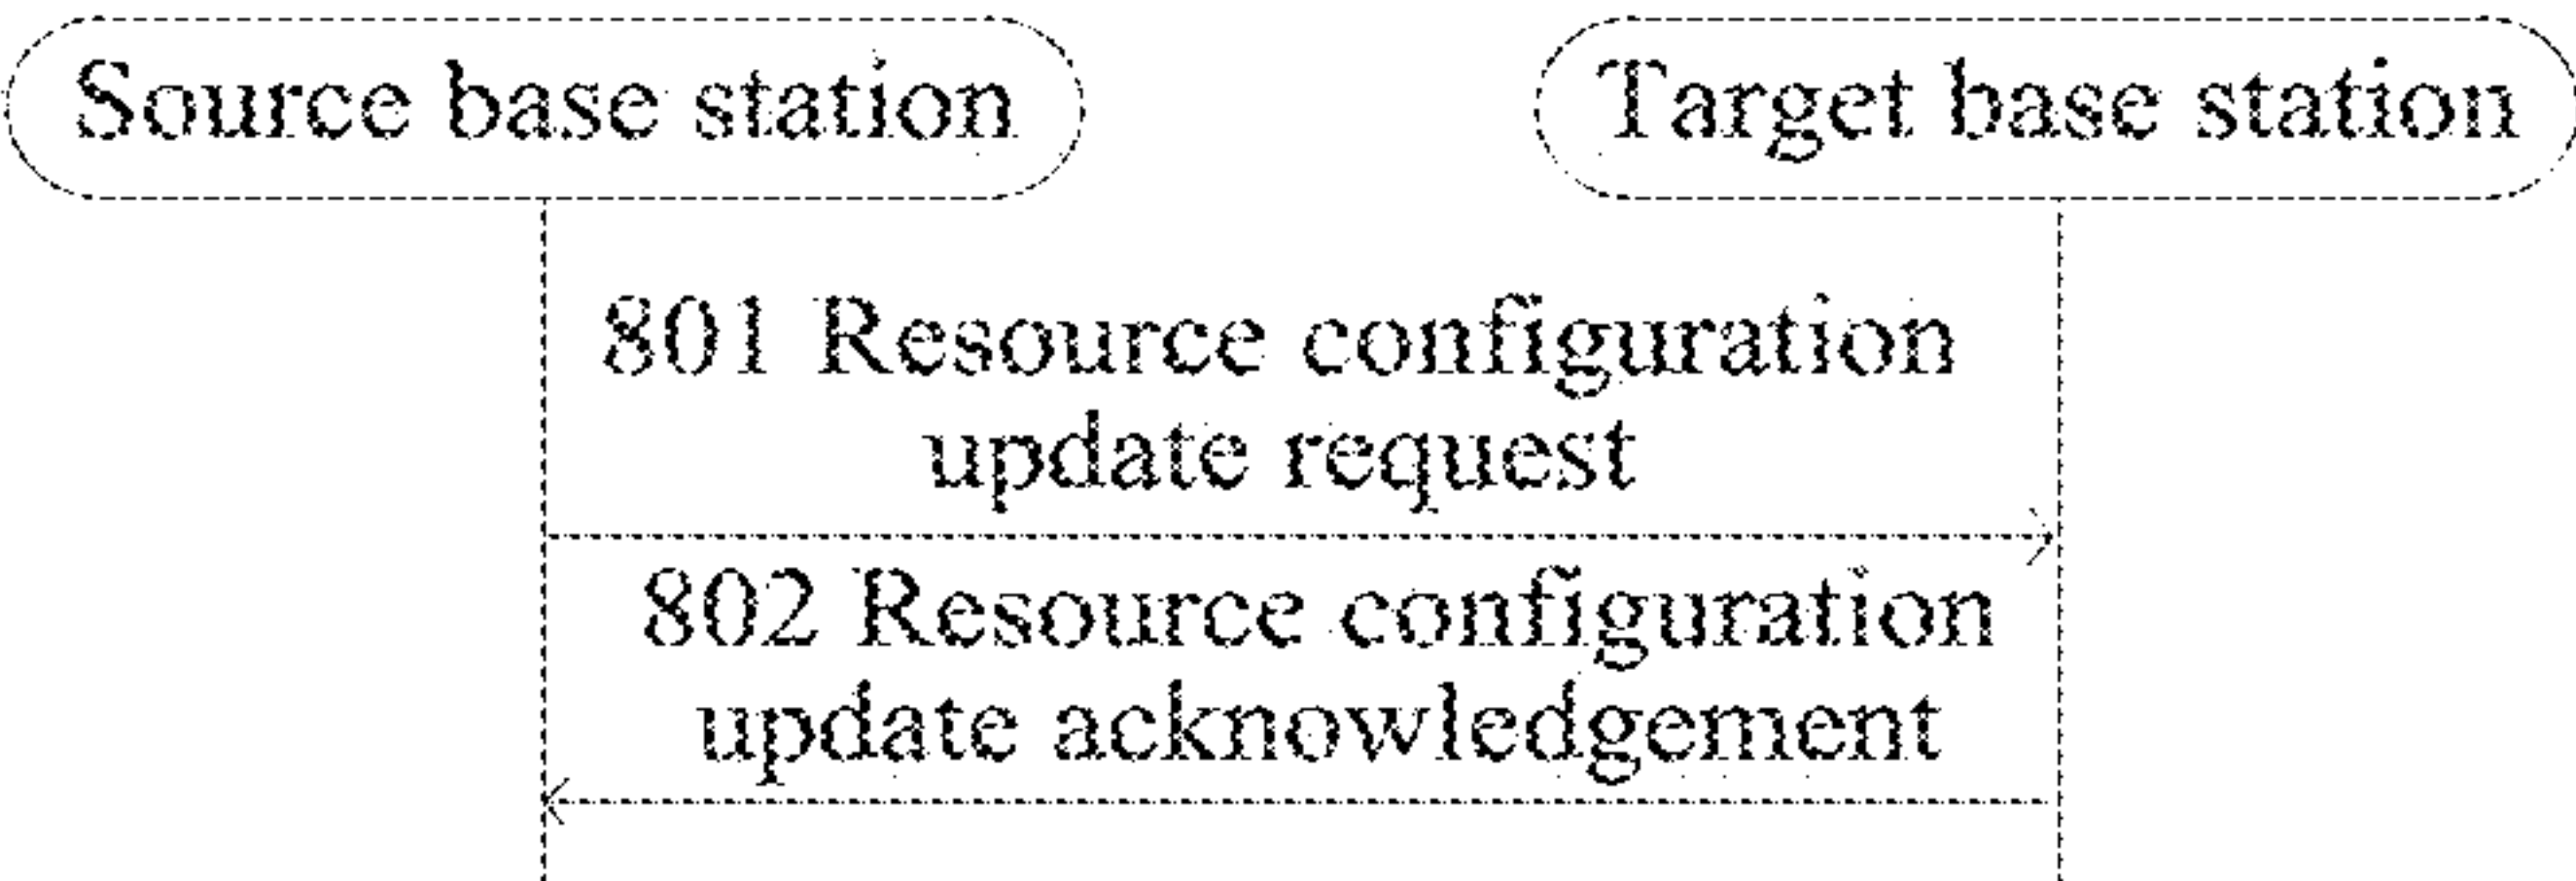 Source base station
Target base station
801 Resource configuration
update request
802 Resource configuration
update acknowledgement